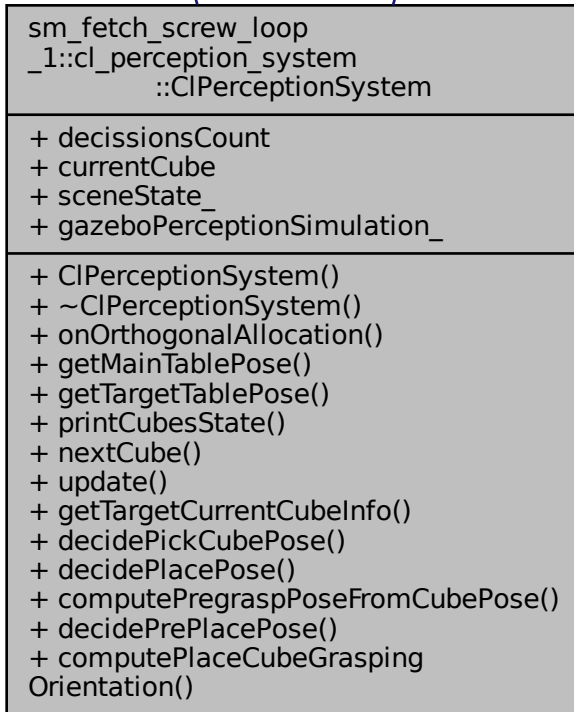 sm_fetch_screw_loop
_1::cl_perception_system
::ClPerceptionSystem
+ decissionsCount
+ currentCube
+ sceneState_
+ gazeboPerceptionSimulation_
+ ClPerceptionSystem()
+ ~ClPerceptionSystem()
+ onOrthogonalAllocation()
+ getMainTablePose()
+ getTargetTablePose()
+ printCubesState()
+ nextCube()
+ update()
+ getTargetCurrentCubeInfo()
+ decidePickCubePose()
+ decidePlacePose()
+ computePregraspPoseFromCubePose()
+ decidePrePlacePose()
+ computePlaceCubeGrasping
Orientation()